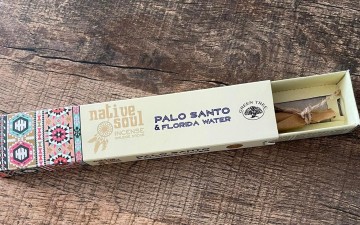 native
soul
INCENSE
PALO SANTO
& FLORIDA WATER
GREEN TREE